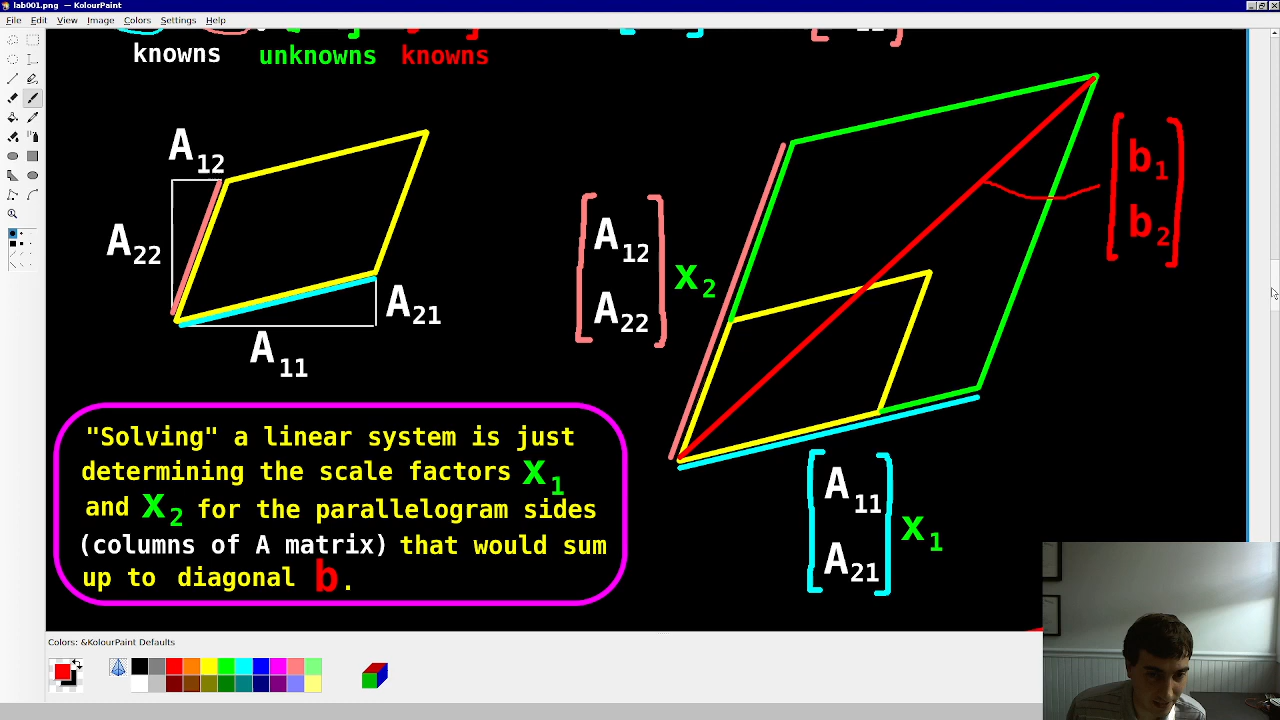 lab001.png — KolourPaint
File Edit View Image Colors Settings Help
knowns unknowns knowns
A12
A22
A21
A11
[A12
A22] x2
[b1
b2]
"Solving" a linear system is just
determining the scale factors x1
and x2 for the parallelogram sides
(columns of A matrix) that would sum
up to diagonal b.
[A11
A21] x1
Colors: &KolourPaint Defaults